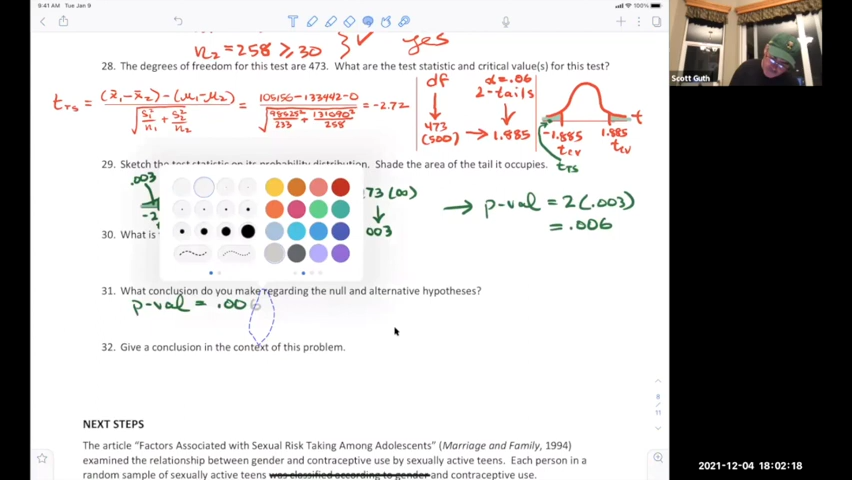 9:41 AM Tue Jan 9
100%
n₂ = 258 ≥ 30 } ✓ yes
28. The degrees of freedom for this test are 473. What are the test statistic and critical value(s) for this test?
t_TS = (x̄₁-x̄₂)-(μ₁-μ₂) / √(s₁²/n₁ + s₂²/n₂) = 105156-133442-0 / = -2.72
233 258
df α=.06
2-tails
473
(500) → 1.885
-1.885 1.885 t
t_CV t_CV
t_TS
29. Sketch the test statistic on its probability distribution. Shade the area of the tail it occupies.
.003
-2
73 (∞)
003
→ p-val = 2(.003)
= .006
30. What is
31. What conclusion do you make regarding the null and alternative hypotheses?
p-val = .006
32. Give a conclusion in the context of this problem.
NEXT STEPS
The article “Factors Associated with Sexual Risk Taking Among Adolescents” (Marriage and Family, 1994)
examined the relationship between gender and contraceptive use by sexually active teens. Each person in a
random sample of sexually active teens was classified according to gender and contraceptive use.
8
11
Scott Guth
2021-12-04 18:02:18